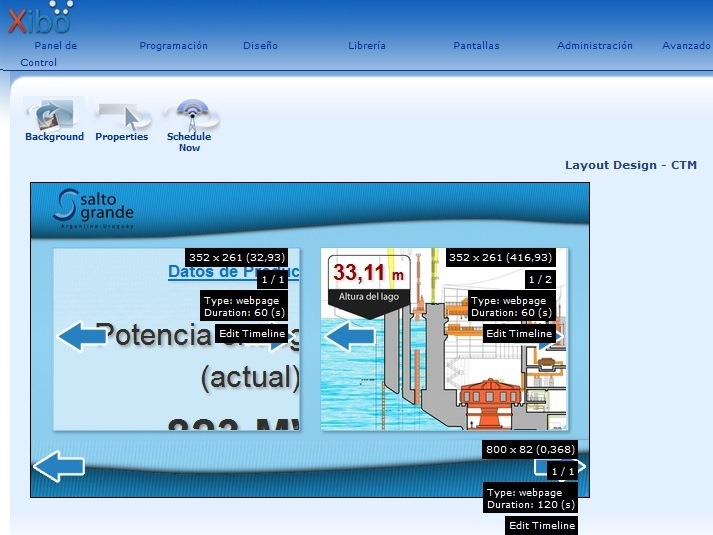 Xibo
Panel de Control
Programación
Diseño
Librería
Pantallas
Administración
Avanzado
Background
Properties
Schedule
Now
Layout Design - CTM
salto
grande
Argentina-Uruguay
352 x 261 (32,93)
Datos de Produc
1 / 1
Type: webpage
Duration: 60 (s)
Edit Timeline
Potencia
(actual)
352 x 261 (416,93)
33,11 m
1 / 2
Altura del lago
Type: webpage
Duration: 60 (s)
Edit Timeline
800 x 82 (0,368)
1 / 1
Type: webpage
Duration: 120 (s)
Edit Timeline